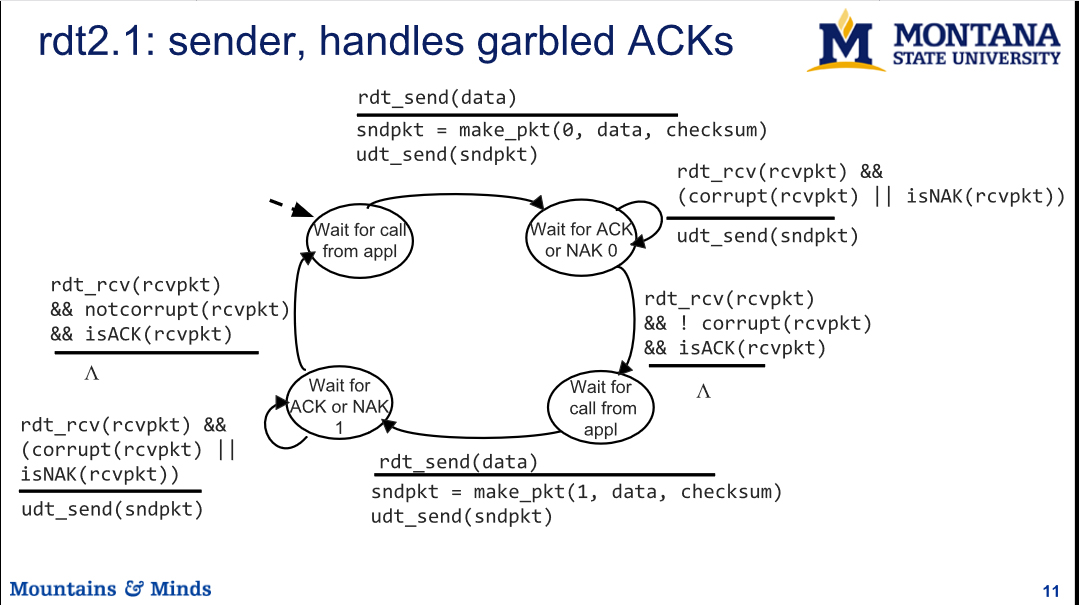 rdt2.1: sender, handles garbled ACKs
MONTANA
STATE UNIVERSITY
rdt_send(data)
sndpkt = make_pkt(0, data, checksum)
udt_send(sndpkt)
rdt_rcv(rcvpkt) &&
(corrupt(rcvpkt) || isNAK(rcvpkt))
udt_send(sndpkt)
Wait for call
from appl
Wait for ACK
or NAK 0
rdt_rcv(rcvpkt)
&& notcorrupt(rcvpkt)
&& isACK(rcvpkt)
Λ
rdt_rcv(rcvpkt)
&& ! corrupt(rcvpkt)
&& isACK(rcvpkt)
Λ
Wait for
ACK or NAK
1
Wait for
call from
appl
rdt_rcv(rcvpkt) &&
(corrupt(rcvpkt) ||
isNAK(rcvpkt))
udt_send(sndpkt)
rdt_send(data)
sndpkt = make_pkt(1, data, checksum)
udt_send(sndpkt)
Mountains & Minds
11